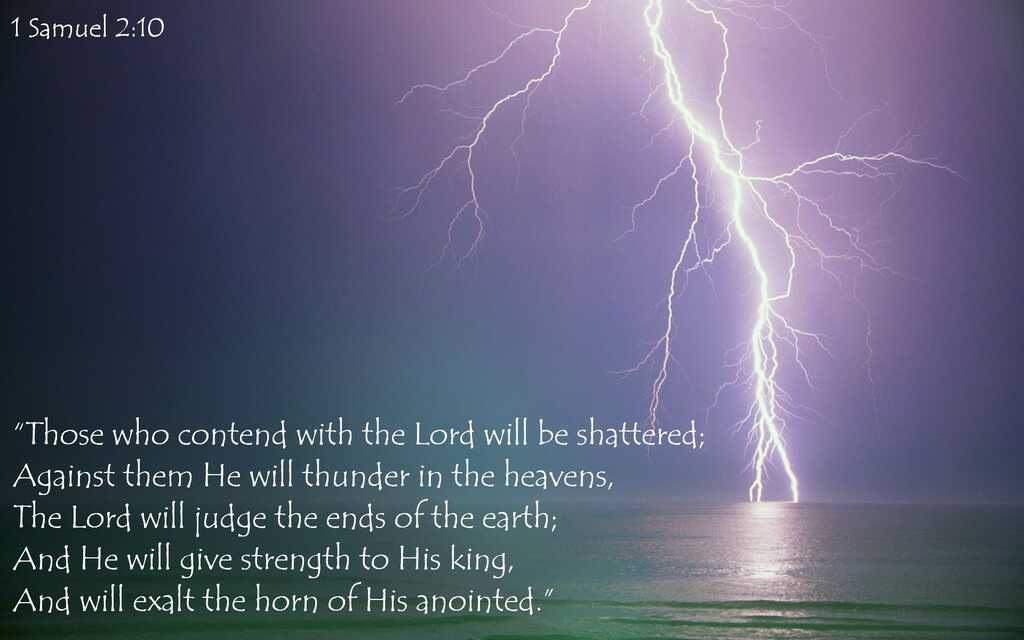 1 Samuel 2:10
“Those who contend with the Lord will be shattered;
Against them He will thunder in the heavens,
The Lord will judge the ends of the earth;
And He will give strength to His king,
And will exalt the horn of His anointed.”